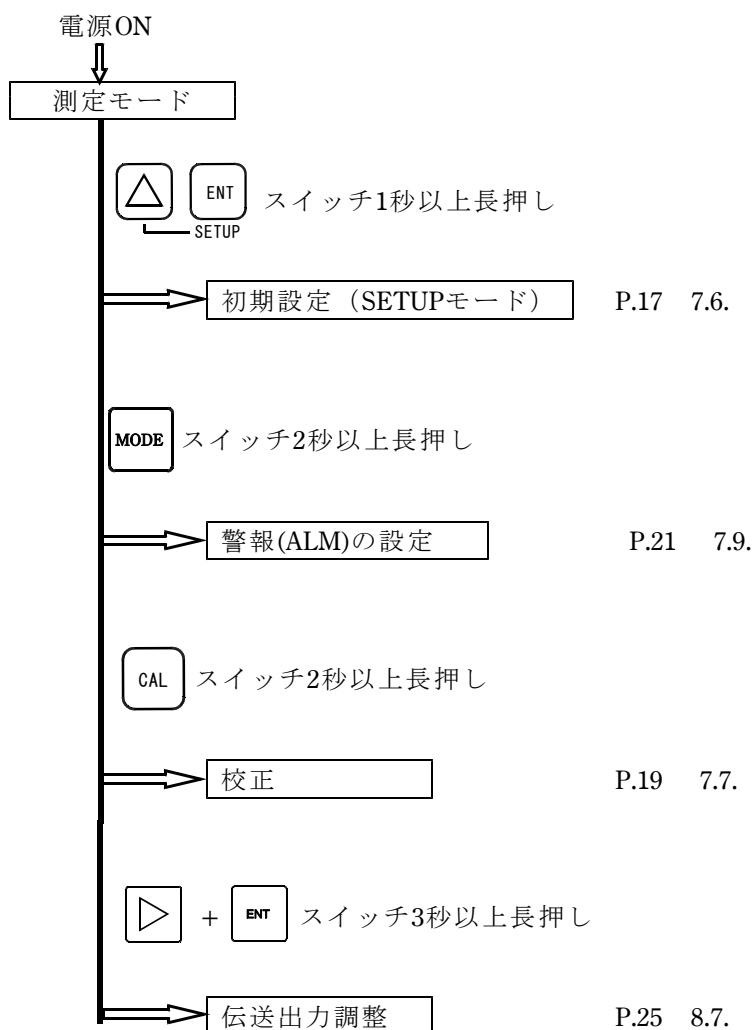 電源ON
測定モード
ENT スイッチ1秒以上長押し
SETUP
初期設定（SETUPモード） P.17 7.6.
MODE スイッチ2秒以上長押し
警報(ALM)の設定 P.21 7.9.
CAL スイッチ2秒以上長押し
校正 P.19 7.7.
+ ENT スイッチ3秒以上長押し
伝送出力調整 P.25 8.7.